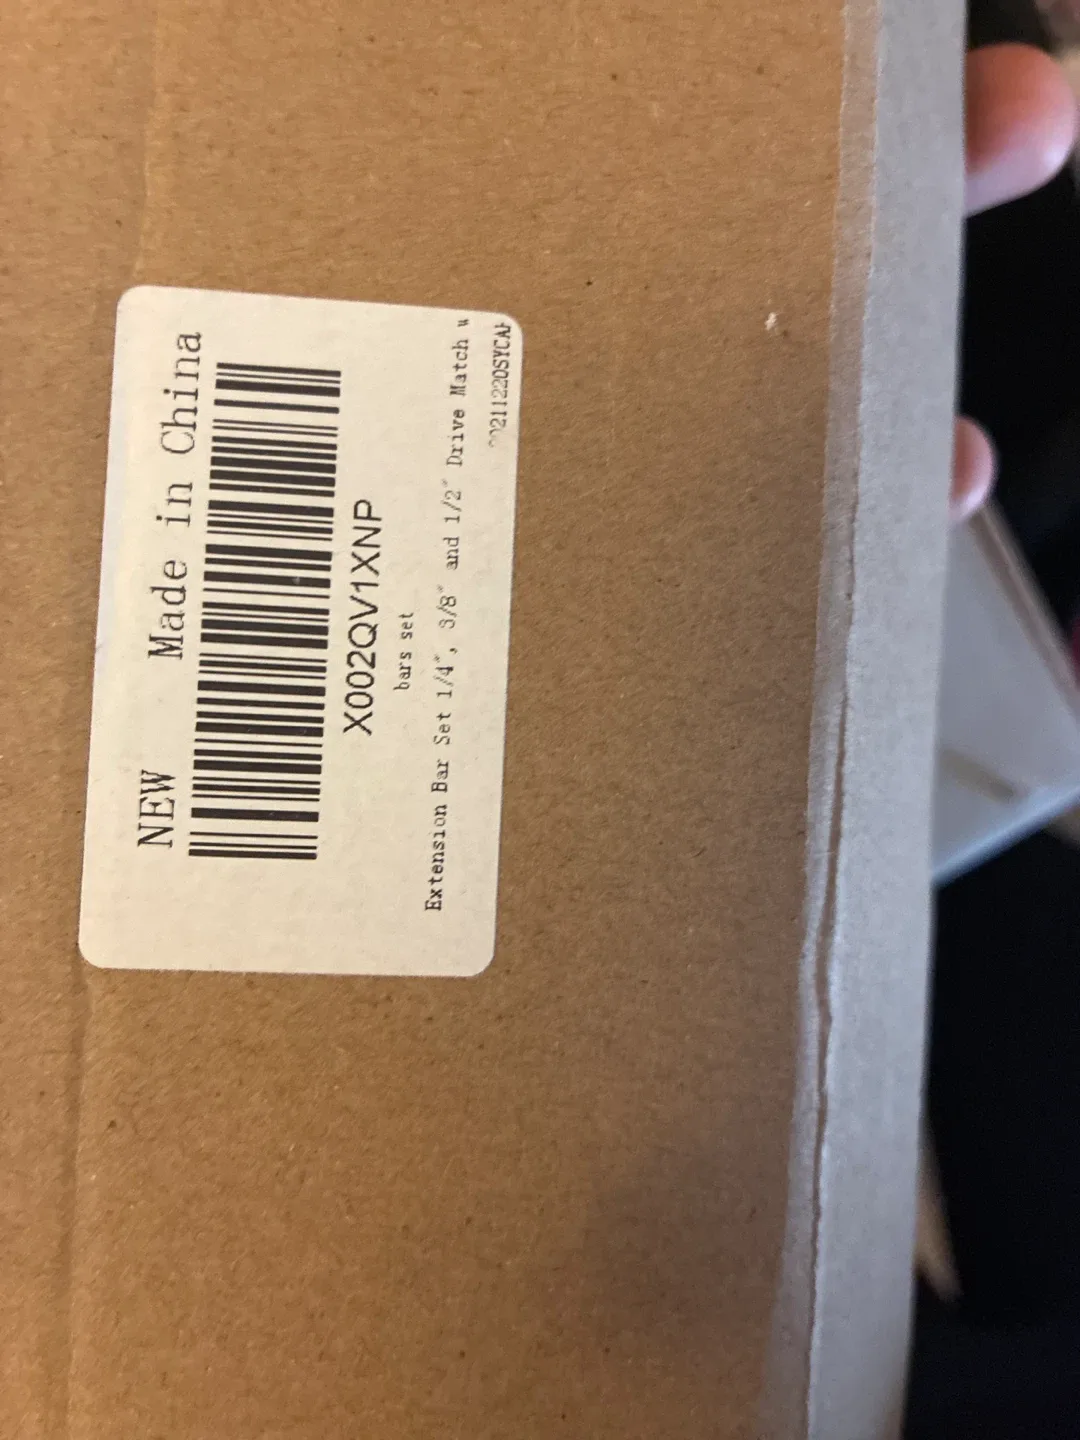 NEW Made in China
X002QV1XNP
bars set
Extension Bar Set 1/4", 3/8" and 1/2" Drive Match